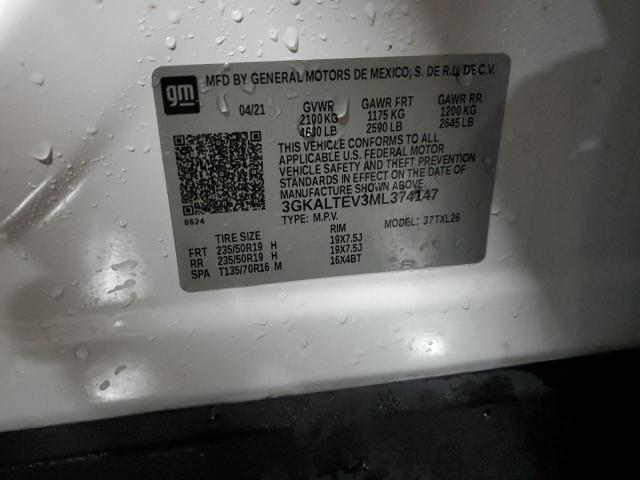 gm
MFD BY GENERAL MOTORS DE MEXICO, S. DE R.L. DE C.V.
04/21 GVWR GAWR FRT GAWR RR
2100 KG 1175 KG 1200 KG
4630 LB 2590 LB 2645 LB
THIS VEHICLE CONFORMS TO ALL
APPLICABLE U.S. FEDERAL MOTOR
VEHICLE SAFETY AND THEFT PREVENTION
STANDARDS IN EFFECT ON THE DATE OF
MANUFACTURE SHOWN ABOVE.
8624
3GKALTEV3ML374147
TYPE: M.P.V. MODEL: 37TXL26
TIRE SIZE RIM
FRT 235/50R19 H 19X7.5J
RR 235/50R19 H 19X7.5J
SPA T135/70R16 M 16X4BT